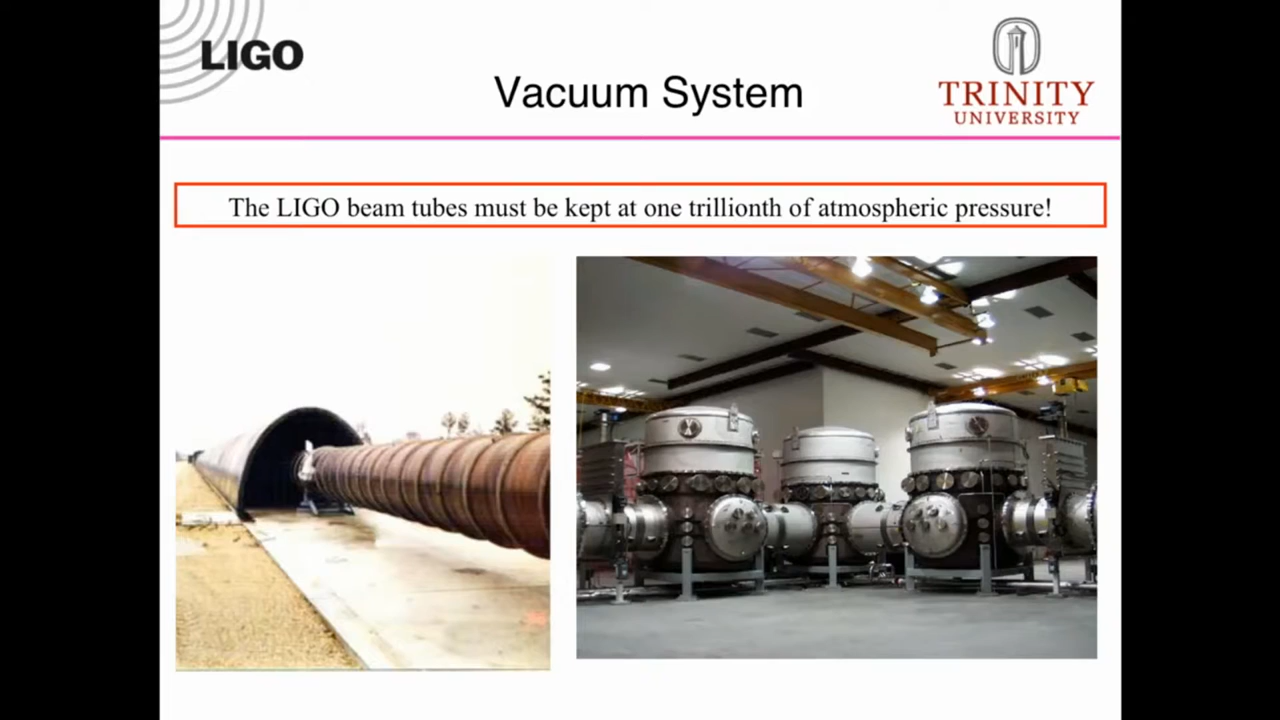 LIGO
Vacuum System
TRINITY
UNIVERSITY
The LIGO beam tubes must be kept at one trillionth of atmospheric pressure!